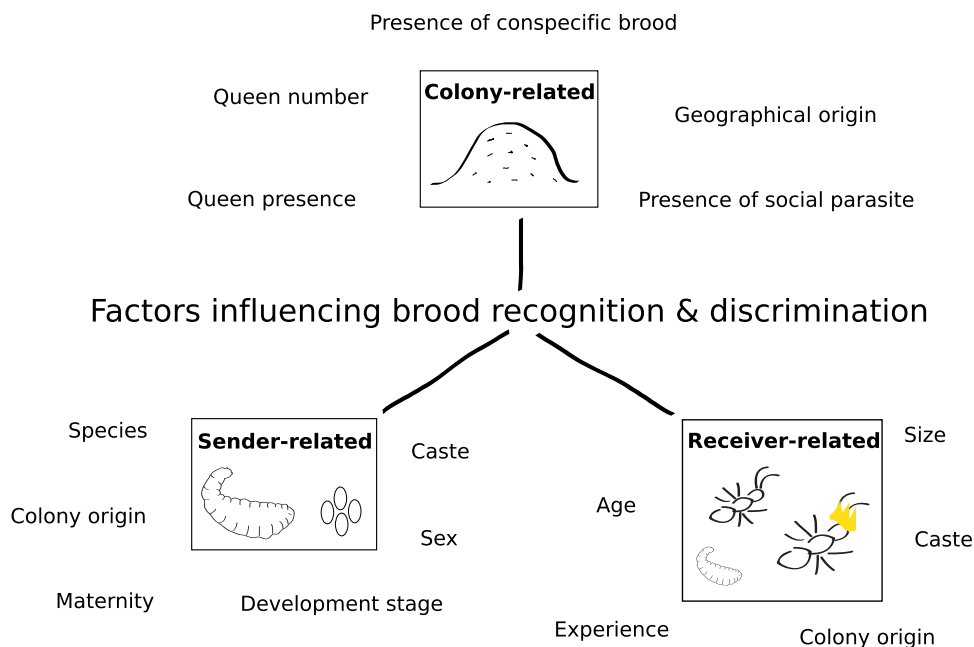 Presence of conspecific brood
Queen number
Colony-related
Geographical origin
Queen presence
Presence of social parasite
Factors influencing brood recognition & discrimination
Species
Sender-related
Caste
Colony origin
Sex
Maternity
Development stage
Receiver-related
Size
Age
Caste
Experience
Colony origin